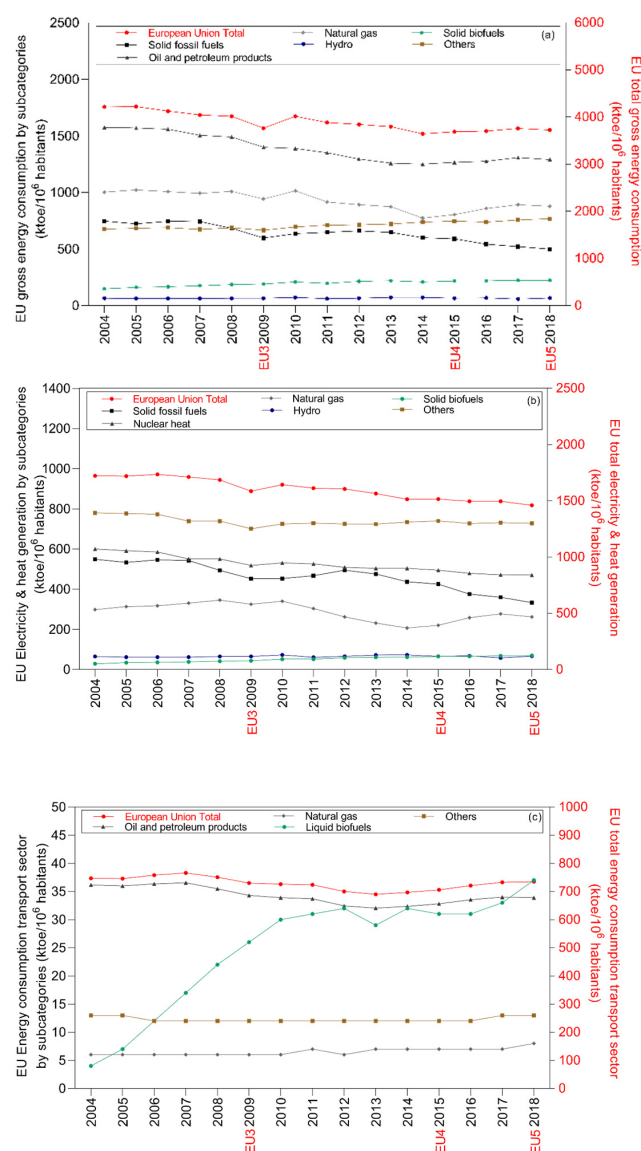 EU gross energy consumption by subcategories
(ktoe/10⁶ habitants)
2500
2000
1500
1000
500
0
European Union Total
Solid fossil fuels
Oil and petroleum products
Natural gas
Hydro
Solid biofuels
Others
(a)
6000
5000
4000
3000
2000
1000
0
EU total gross energy consumption
(ktoe/10⁶ habitants)
2004
2005
2006
2007
2008
EU3 2009
2010
2011
2012
2013
2014
EU4 2015
2016
2017
EU5 2018
EU Electricity & heat generation by subcategories
(ktoe/10⁶ habitants)
1400
1200
1000
800
600
400
200
0
European Union Total
Solid fossil fuels
Nuclear heat
Natural gas
Hydro
Solid biofuels
Others
(b)
2500
2000
1500
1000
500
0
EU total electricity & heat generation
(ktoe/10⁶ habitants)
2004
2005
2006
2007
2008
EU3 2009
2010
2011
2012
2013
2014
EU4 2015
2016
2017
EU5 2018
EU Energy consumption transport sector
by subcategories (ktoe/10⁶ habitants)
50
45
40
35
30
25
20
15
10
5
0
European Union Total
Oil and petroleum products
Natural gas
Liquid biofuels
Others
(c)
1000
900
800
700
600
500
400
300
200
100
0
EU total energy consumption transport sector
(ktoe/10⁶ habitants)
2004
2005
2006
2007
2008
EU3 2009
2010
2011
2012
2013
2014
EU4 2015
2016
2017
EU5 2018